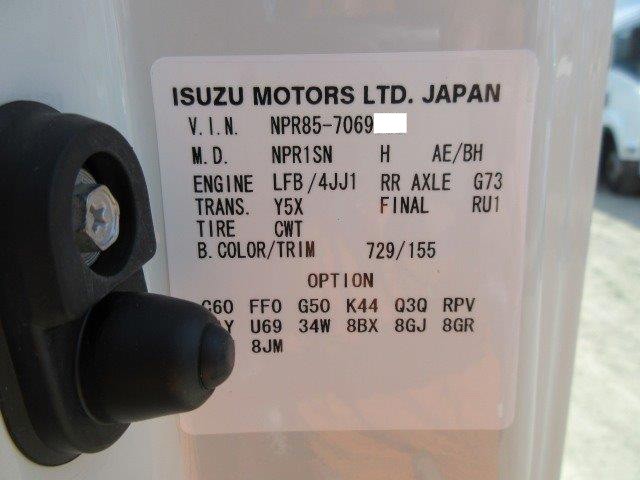 ISUZU MOTORS LTD. JAPAN
V.I.N. NPR85-7069
M.D. NPR1SN H AE/BH
ENGINE LFB/4JJ1 RR AXLE G73
TRANS. Y5X FINAL RU1
TIRE CWT
B.COLOR/TRIM 729/155
OPTION
FF0 G50 K44 Q3Q RPV
U69 34W 8BX 8GJ 8GR
8JM